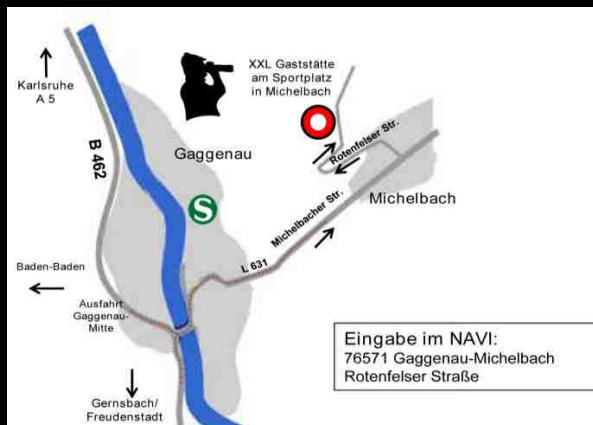 Karlsruhe
A 5
B 462
XXL Gaststätte
am Sportplatz
in Michelbach
Gaggenau
Rotenfelser Str.
Michelbach
S
Michelbacher Str.
L 631
Baden-Baden
Ausfahrt
Gaggenau-
Mitte
Gernsbach/
Freudenstadt
Eingabe im NAVI:
76571 Gaggenau-Michelbach
Rotenfelser Straße